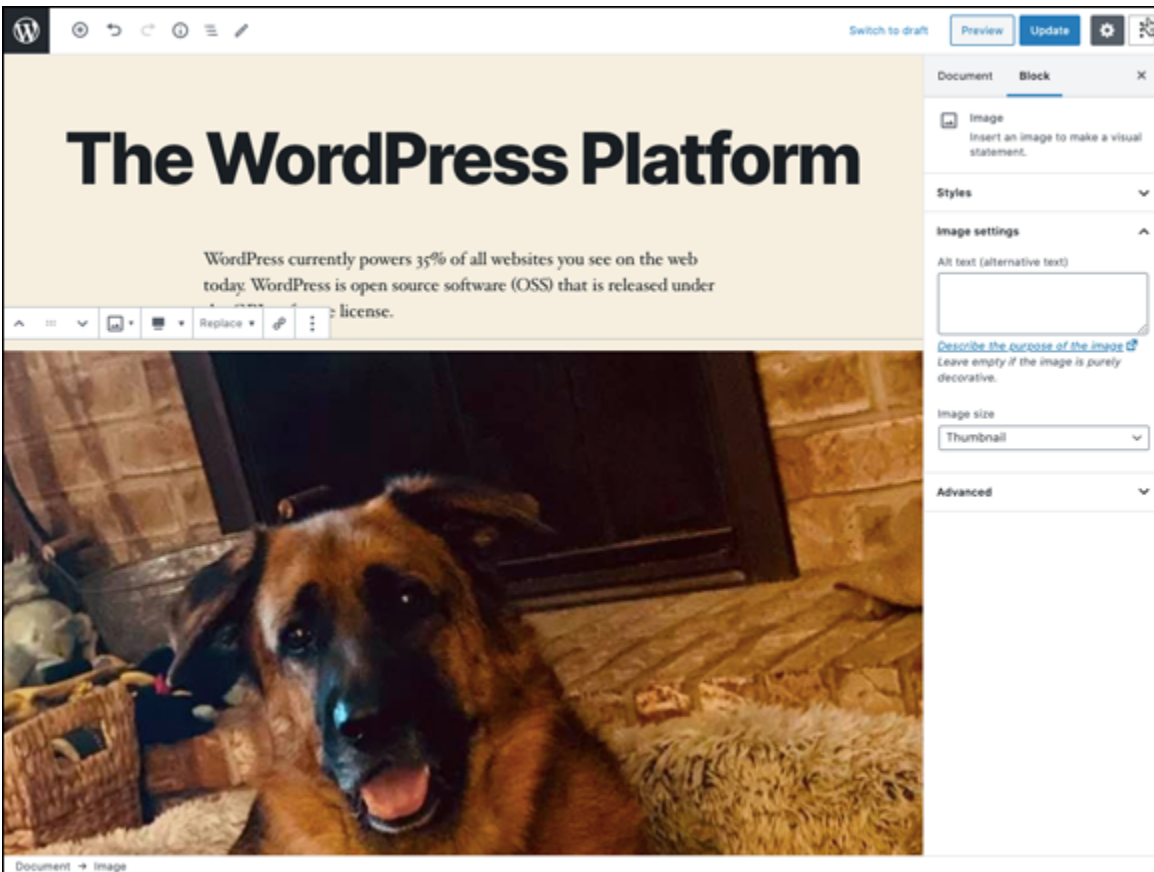 Switch to draft
Preview
Update
Document
Block
Image
Insert an image to make a visual
statement.
Styles
Image settings
Alt text (alternative text)
Describe the purpose of the image
Leave empty if the image is purely
decorative.
Image size
Thumbnail
Advanced
The WordPress Platform
WordPress currently powers 35% of all websites you see on the web
today. WordPress is open source software (OSS) that is released under
license.
Replace
Document → Image